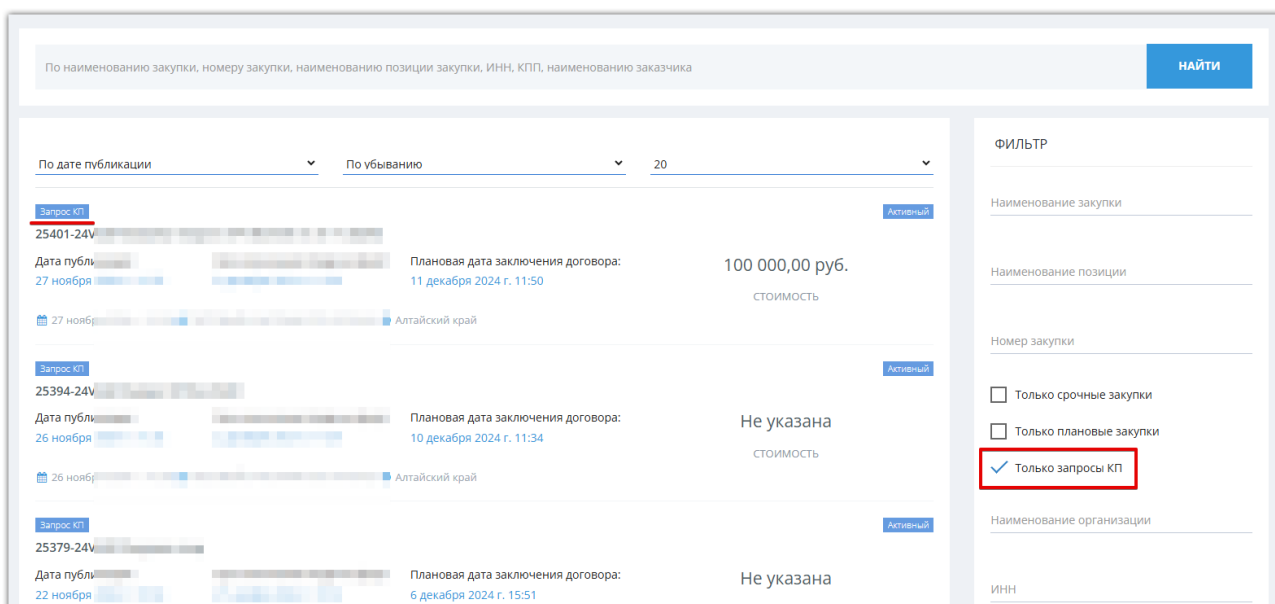 По наименованию закупки, номеру закупки, наименованию позиции закупки, ИНН, КПП, наименованию заказчика
НАЙТИ
По дате публикации
По убыванию
20
Запрос КП
Активный
25401-24V
Дата публи
Плановая дата заключения договора:
27 ноября
11 декабря 2024 г. 11:50
100 000,00 руб.
СТОИМОСТЬ
27 нояб
Алтайский край
Запрос КП
Активный
25394-24V
Дата публи
Плановая дата заключения договора:
26 ноября
10 декабря 2024 г. 11:34
Не указана
СТОИМОСТЬ
26 нояб
Алтайский край
Запрос КП
Активный
25379-24V
Дата публи
Плановая дата заключения договора:
22 ноября
6 декабря 2024 г. 15:51
Не указана
ФИЛЬТР
Наименование закупки
Наименование позиции
Номер закупки
Только срочные закупки
Только плановые закупки
Только запросы КП
Наименование организации
ИНН